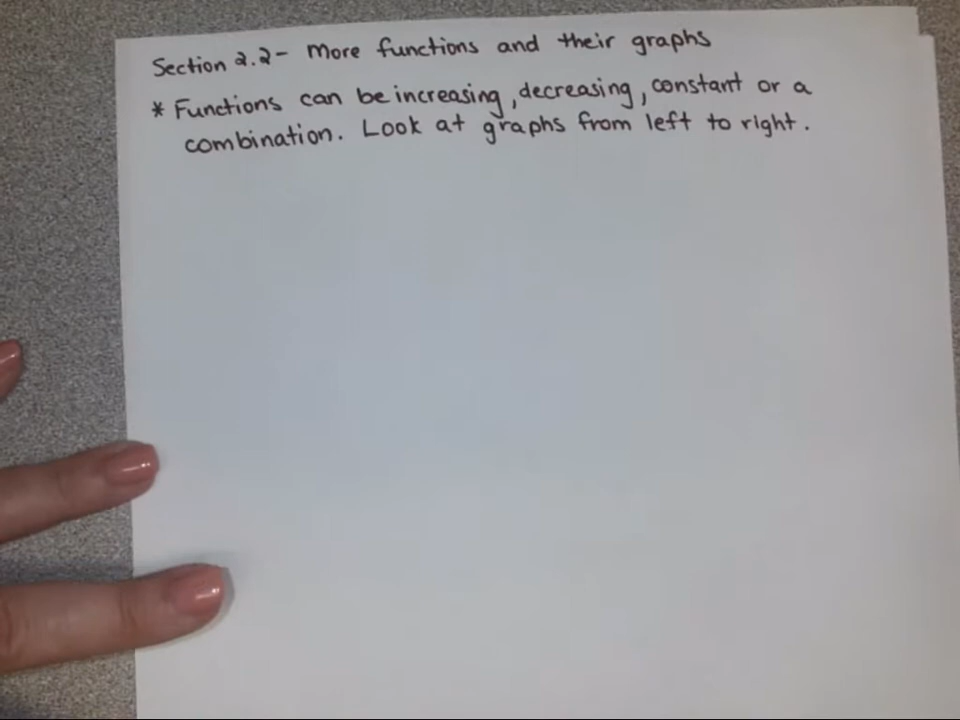 Section 2.2- More functions and their graphs
* Functions can be increasing, decreasing, constant or a
combination. Look at graphs from left to right.